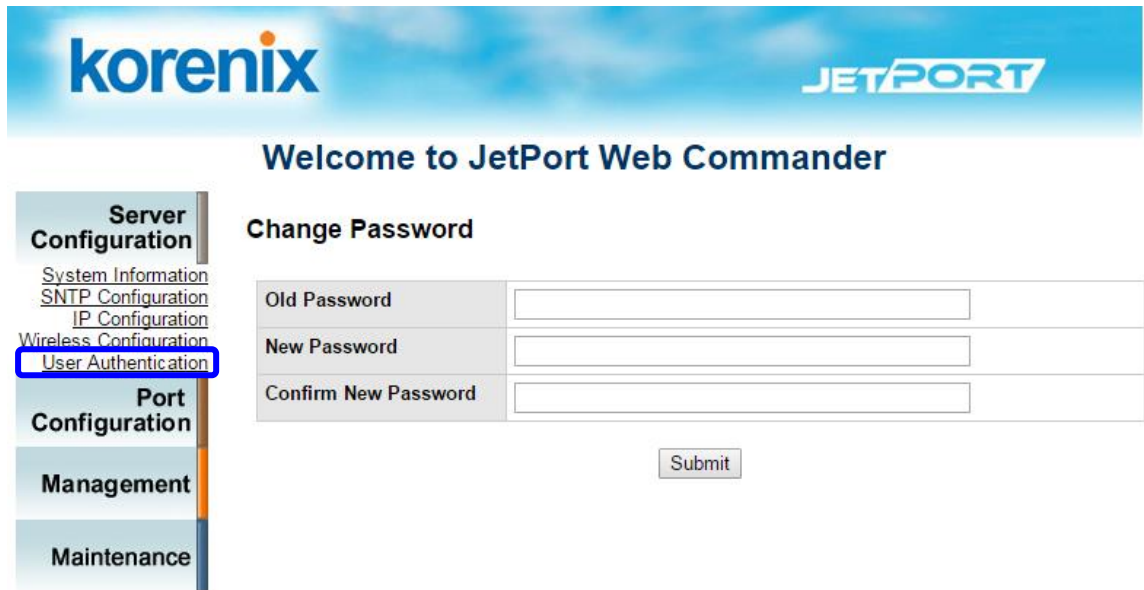 korenix
JETPORT
Welcome to JetPort Web Commander
Server
Configuration
System Information
SNTP Configuration
IP Configuration
Wireless Configuration
User Authentication
Port
Configuration
Management
Maintenance
Change Password
Old Password
New Password
Confirm New Password
Submit